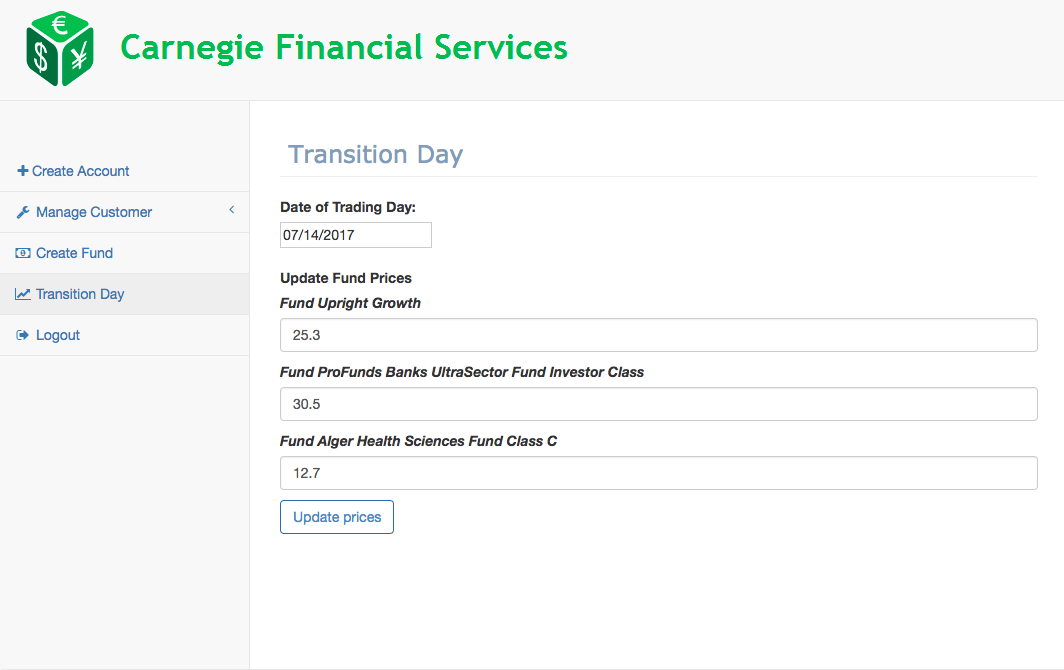 €
$ ¥
Carnegie Financial Services
Create Account
Manage Customer
Create Fund
Transition Day
Logout
Transition Day
Date of Trading Day:
07/14/2017
Update Fund Prices
Fund Upright Growth
25.3
Fund ProFunds Banks UltraSector Fund Investor Class
30.5
Fund Alger Health Sciences Fund Class C
12.7
Update prices